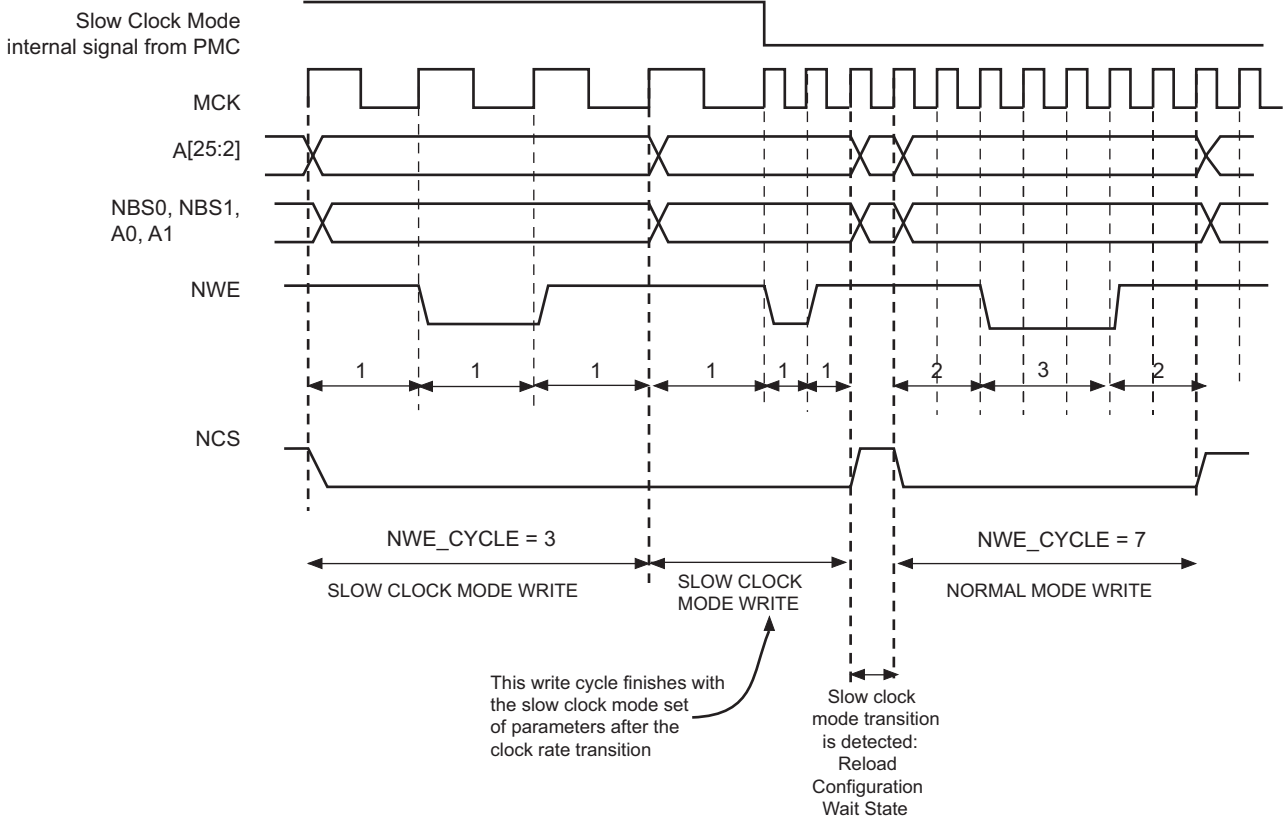 Slow Clock Mode
internal signal from PMC
MCK
A[25:2]
NBS0, NBS1,
A0, A1
NWE
1 1 1 1 1 1 2 3 2
NCS
NWE_CYCLE = 3
NWE_CYCLE = 7
SLOW CLOCK MODE WRITE
SLOW CLOCK
MODE WRITE
NORMAL MODE WRITE
This write cycle finishes with
the slow clock mode set
of parameters after the
clock rate transition
Slow clock
mode transition
is detected:
Reload
Configuration
Wait State